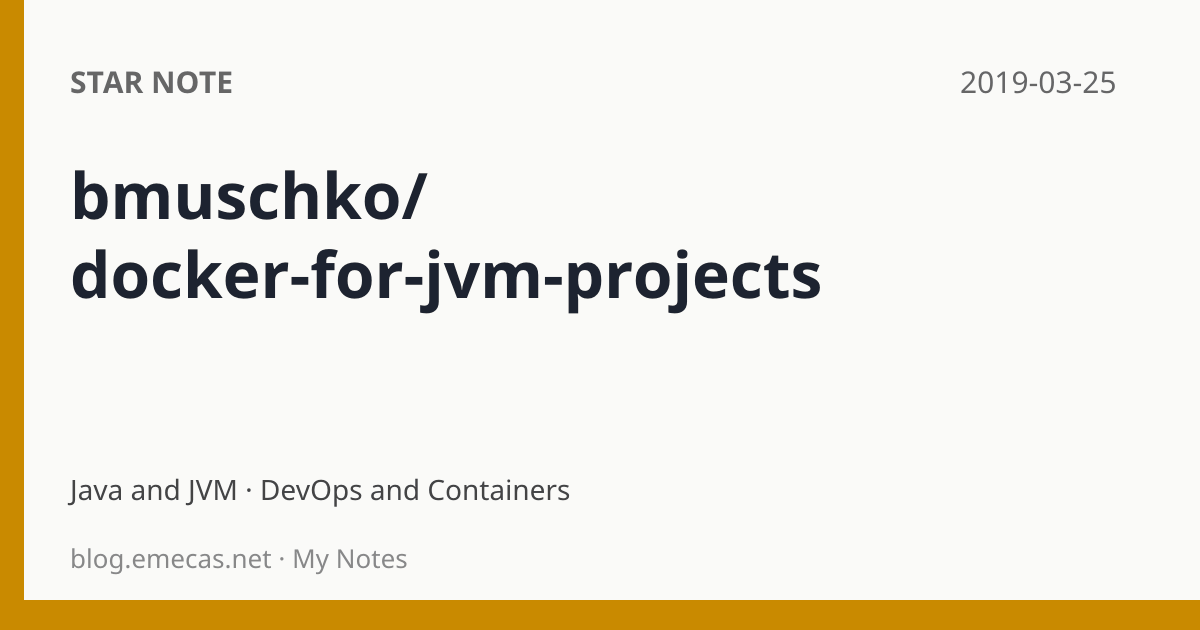 STAR NOTE
2019-03-25
bmuschko/
docker-for-jvm-projects
Java and JVM · DevOps and Containers
blog.emecas.net · My Notes